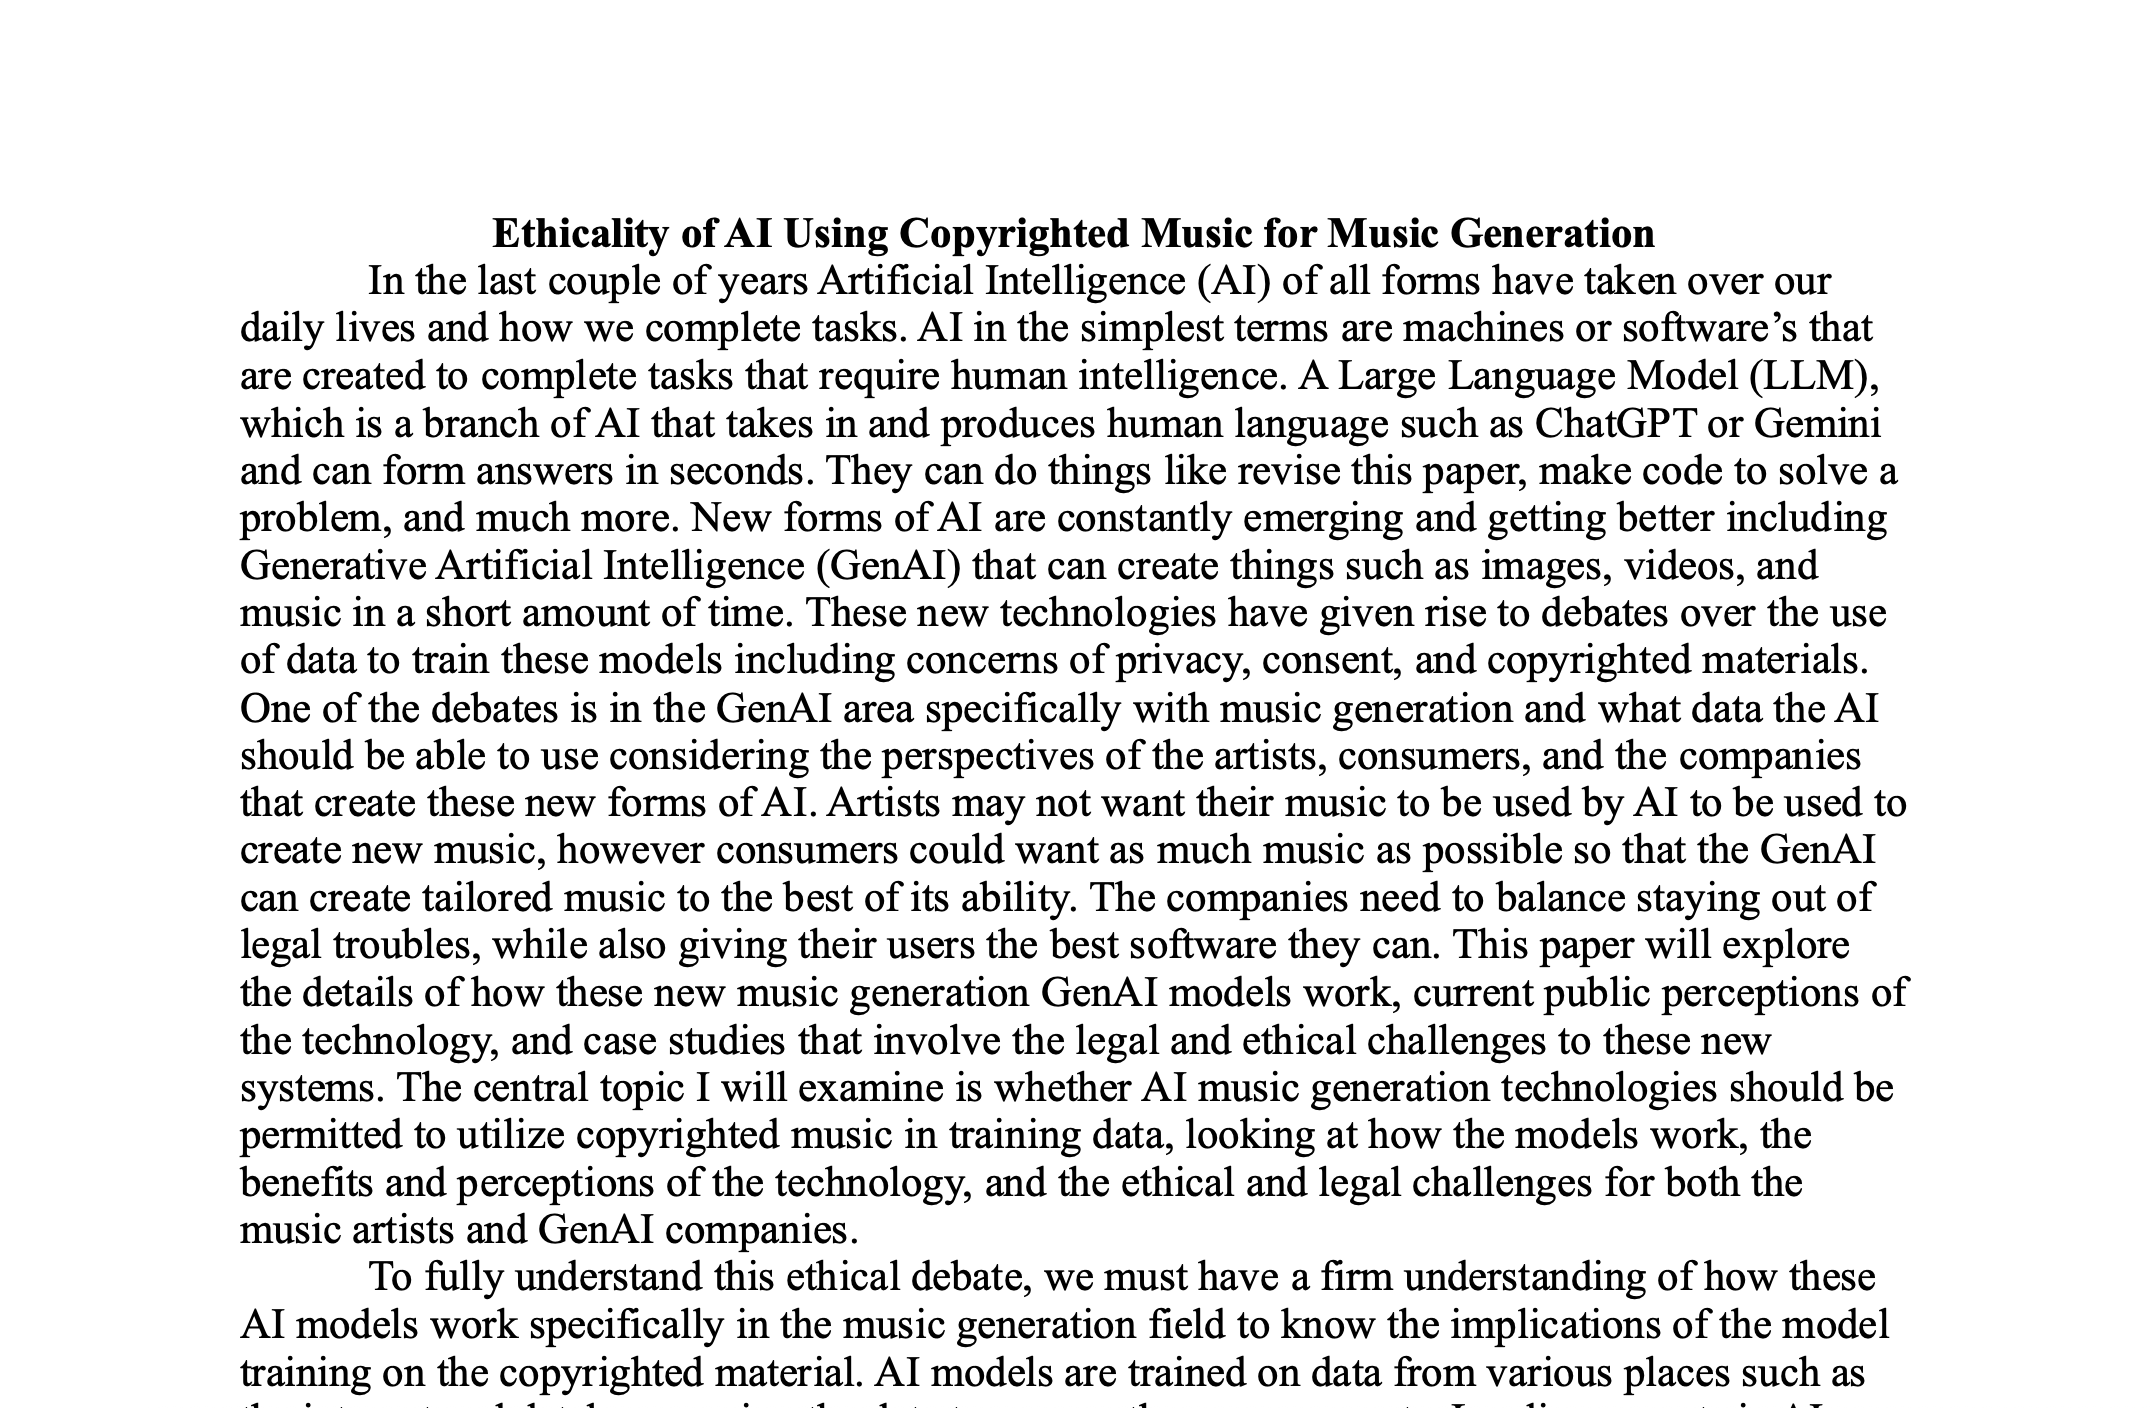 Ethicality of AI Using Copyrighted Music for Music Generation
In the last couple of years Artificial Intelligence (AI) of all forms have taken over our
daily lives and how we complete tasks. AI in the simplest terms are machines or software’s that
are created to complete tasks that require human intelligence. A Large Language Model (LLM),
which is a branch of AI that takes in and produces human language such as ChatGPT or Gemini
and can form answers in seconds. They can do things like revise this paper, make code to solve a
problem, and much more. New forms of AI are constantly emerging and getting better including
Generative Artificial Intelligence (GenAI) that can create things such as images, videos, and
music in a short amount of time. These new technologies have given rise to debates over the use
of data to train these models including concerns of privacy, consent, and copyrighted materials.
One of the debates is in the GenAI area specifically with music generation and what data the AI
should be able to use considering the perspectives of the artists, consumers, and the companies
that create these new forms of AI. Artists may not want their music to be used by AI to be used to
create new music, however consumers could want as much music as possible so that the GenAI
can create tailored music to the best of its ability. The companies need to balance staying out of
legal troubles, while also giving their users the best software they can. This paper will explore
the details of how these new music generation GenAI models work, current public perceptions of
the technology, and case studies that involve the legal and ethical challenges to these new
systems. The central topic I will examine is whether AI music generation technologies should be
permitted to utilize copyrighted music in training data, looking at how the models work, the
benefits and perceptions of the technology, and the ethical and legal challenges for both the
music artists and GenAI companies.
To fully understand this ethical debate, we must have a firm understanding of how these
AI models work specifically in the music generation field to know the implications of the model
training on the copyrighted material. AI models are trained on data from various places such as